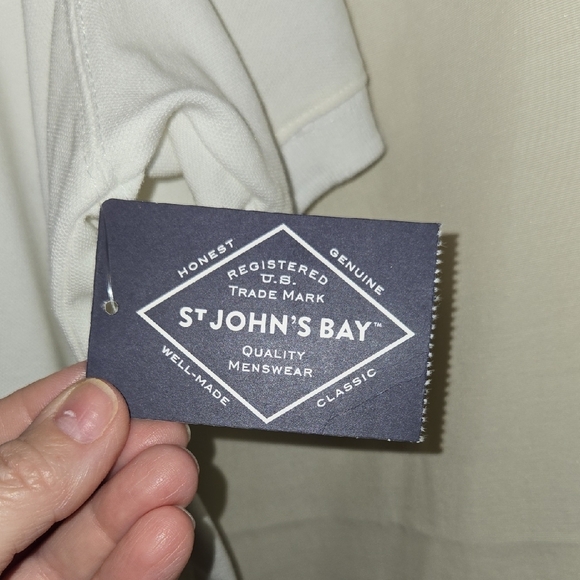 HONEST
GENUINE
REGISTERED
U.S.
TRADE MARK
ST JOHN'S BAY™
QUALITY
MENSWEAR
WELL-MADE
CLASSIC